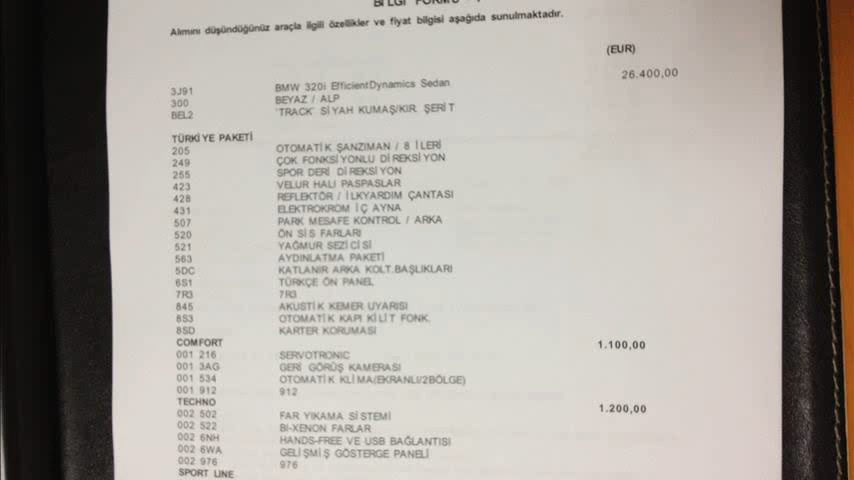 BİLGİ FORMU
Alımını düşündüğünüz araçla ilgili özellikler ve fiyat bilgisi aşağıda sunulmaktadır.
(EUR)
3J91 BMW 320i EfficientDynamics Sedan 26.400,00
300 BEYAZ / ALP
BEL2 'TRACK' SİYAH KUMAŞ/KIR. ŞERİT
TÜRKİYE PAKETİ
205 OTOMATİK ŞANZIMAN / 8 İLERİ
249 ÇOK FONKSİYONLU DİREKSİYON
255 SPOR DERİ DİREKSİYON
423 VELUR HALI PASPASLAR
428 REFLEKTÖR / İLKYARDIM ÇANTASI
431 ELEKTROKROM İÇ AYNA
507 PARK MESAFE KONTROL / ARKA
520 ÖN SİS FARLARI
521 YAĞMUR SEZİCİSİ
563 AYDINLATMA PAKETİ
5DC KATLANIR ARKA KOLT.BAŞLIKLARI
6S1 TÜRKÇE ÖN PANEL
7R3 7R3
845 AKUSTİK KEMER UYARISI
8S3 OTOMATİK KAPI KİLİT FONK.
8SD KARTER KORUMASI
COMFORT 1.100,00
001 216 SERVOTRONIC
001 3AG GERİ GÖRÜŞ KAMERASI
001 534 OTOMATİK KLİMA(EKRANLI/2BÖLGE)
001 912 912
TECHNO 1.200,00
002 502 FAR YIKAMA SİSTEMİ
002 522 BI-XENON FARLAR
002 6NH HANDS-FREE VE USB BAĞLANTISI
002 6WA GELİŞMİŞ GÖSTERGE PANELİ
002 976 976
SPORT LINE